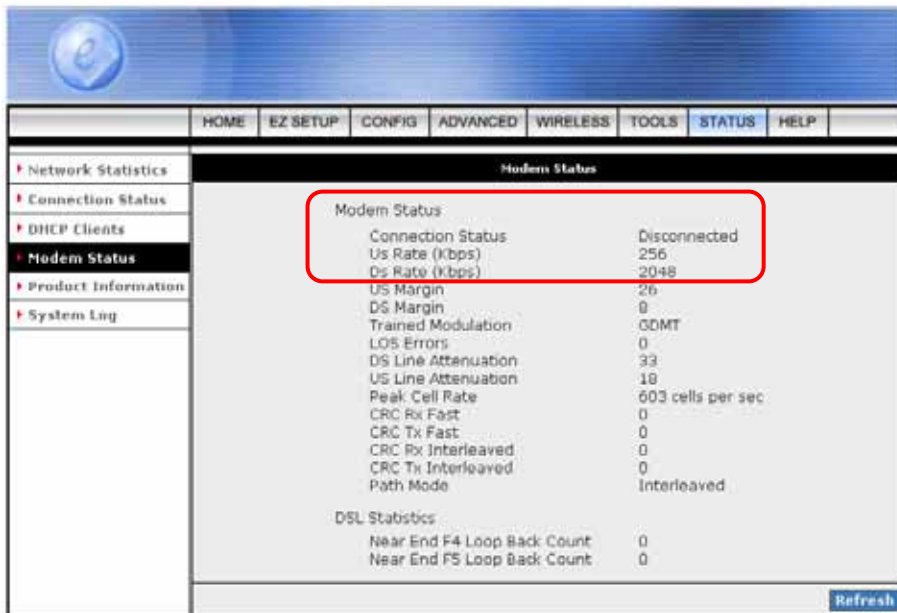 e
HOME EZ SETUP CONFIG ADVANCED WIRELESS TOOLS STATUS HELP
Network Statistics
Connection Status
DHCP Clients
Modem Status
Product Information
System Log
Modem Status
Modem Status
Connection Status Disconnected
Us Rate (Kbps) 256
Ds Rate (Kbps) 2048
US Margin 26
DS Margin 8
Trained Modulation GDMT
LOS Errors 0
DS Line Attenuation 33
US Line Attenuation 18
Peak Cell Rate 603 cells per sec
CRC Rx Fast 0
CRC Tx Fast 0
CRC Rx Interleaved 0
CRC Tx Interleaved 0
Path Mode Interleaved
DSL Statistics
Near End F4 Loop Back Count 0
Near End F5 Loop Back Count 0
Refresh